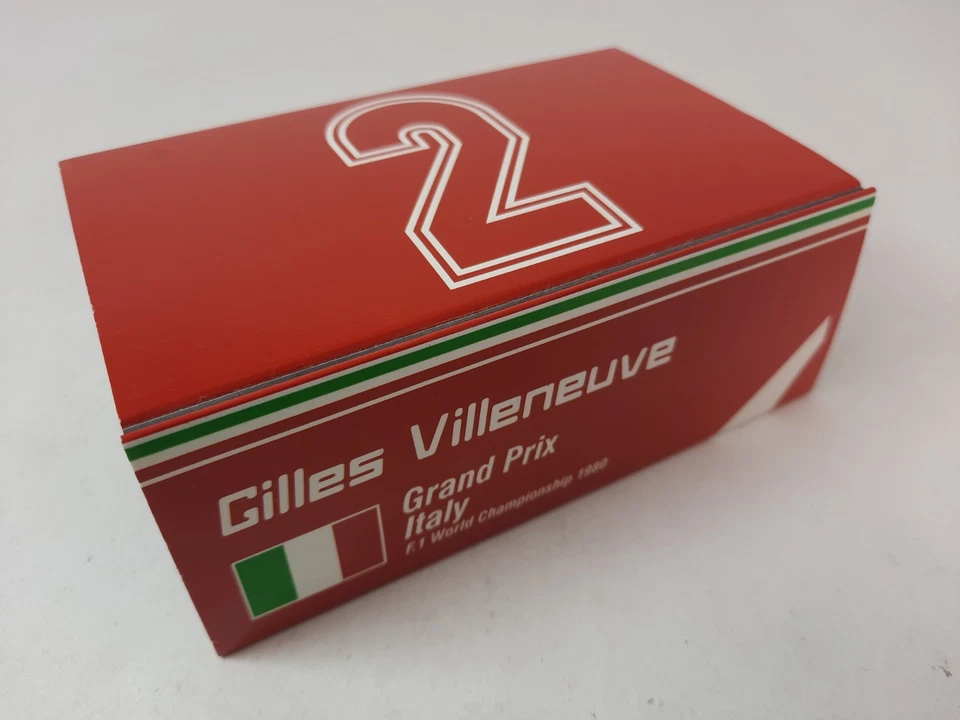 2
Gilles Villeneuve
Grand Prix
Italy
F.1 World Championship 1980